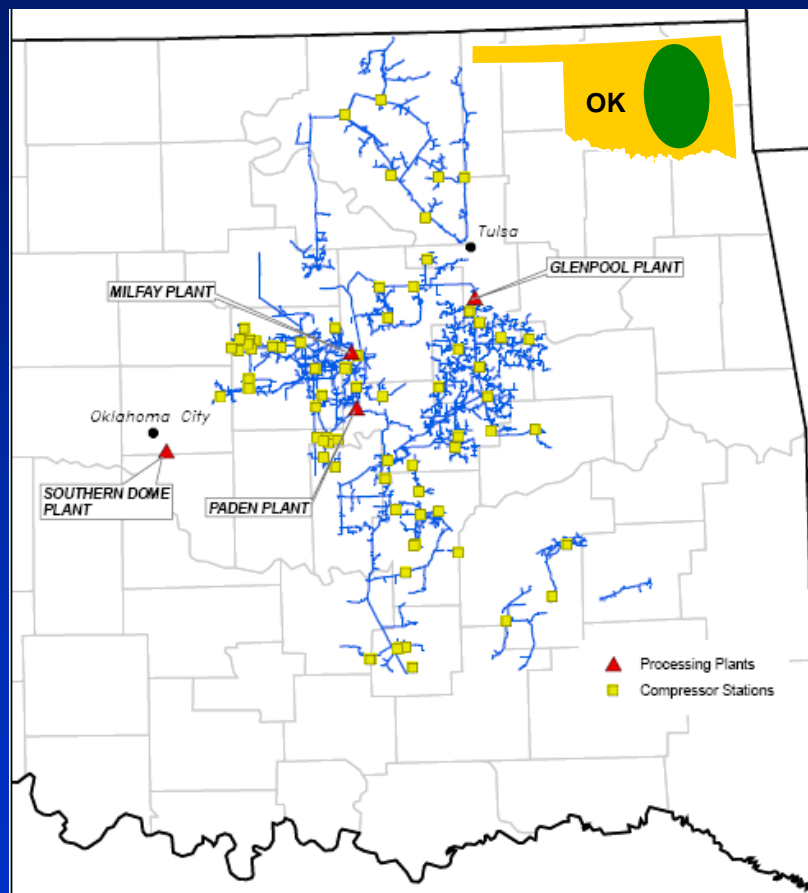 OK
Tulsa
GLENPOOL PLANT
MILFAY PLANT
Oklahoma City
SOUTHERN DOME
PLANT
PADEN PLANT
Processing Plants
Compressor Stations